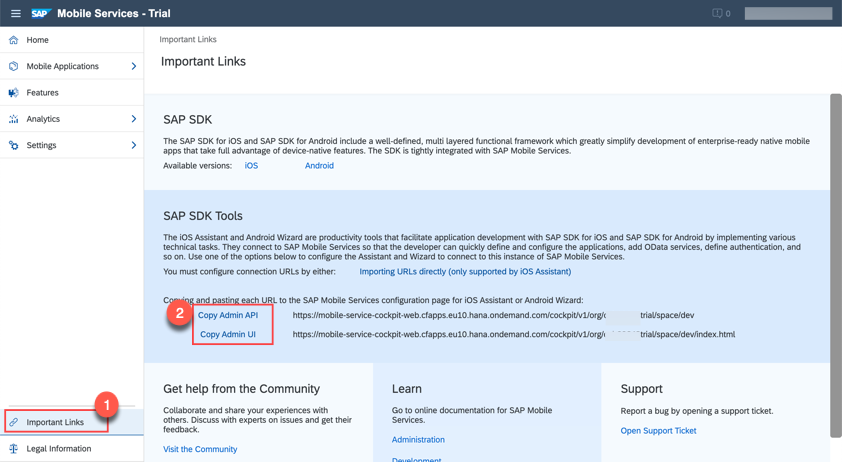 SAP Mobile Services - Trial
0
Home
Mobile Applications
Features
Analytics
Settings
Important Links
Legal Information
1
Important Links
Important Links
SAP SDK
The SAP SDK for iOS and SAP SDK for Android include a well-defined, multi layered functional framework which greatly simplify development of enterprise-ready native mobile
apps that take full advantage of device-native features. The SDK is tightly integrated with SAP Mobile Services.
Available versions: iOS Android
SAP SDK Tools
The iOS Assistant and Android Wizard are productivity tools that facilitate application development with SAP SDK for iOS and SAP SDK for Android by implementing various
technical tasks. They connect to SAP Mobile Services so that the developer can quickly define and configure the applications, add OData services, define authentication, and
so on. Use one of the options below to configure the Assistant and Wizard to connect to this instance of SAP Mobile Services.
You must configure connection URLs by either: Importing URLs directly (only supported by iOS Assistant)
Copying and pasting each URL to the SAP Mobile Services configuration page for iOS Assistant or Android Wizard:
2
Copy Admin API https://mobile-service-cockpit-web.cfapps.eu10.hana.ondemand.com/cockpit/v1/org/ trial/space/dev
Copy Admin UI https://mobile-service-cockpit-web.cfapps.eu10.hana.ondemand.com/cockpit/v1/org/ trial/space/dev/index.html
Get help from the Community
Collaborate and share your experiences with
others. Discuss with experts on issues and get their
feedback.
Visit the Community
Learn
Go to online documentation for SAP Mobile
Services.
Administration
Development
Support
Report a bug by opening a support ticket.
Open Support Ticket